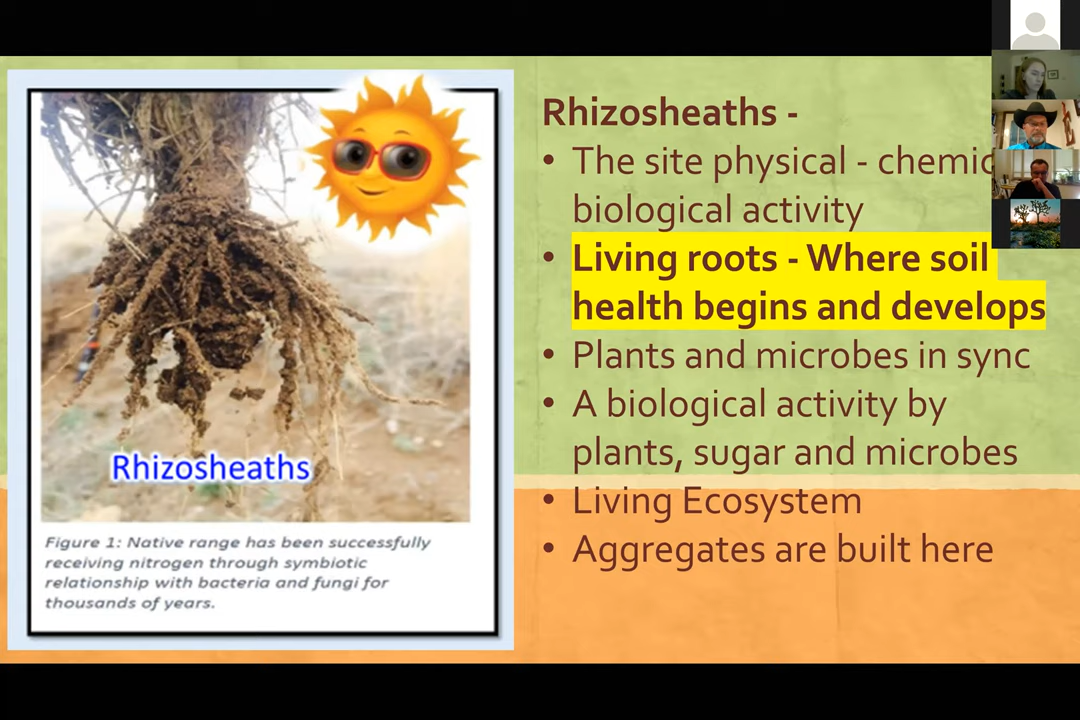 Rhizosheaths -
• The site physical - chemic
biological activity
• Living roots - Where soil
health begins and develops
• Plants and microbes in sync
• A biological activity by
plants, sugar and microbes
• Living Ecosystem
• Aggregates are built here
Rhizosheaths
Figure 1: Native range has been successfully
receiving nitrogen through symbiotic
relationship with bacteria and fungi for
thousands of years.